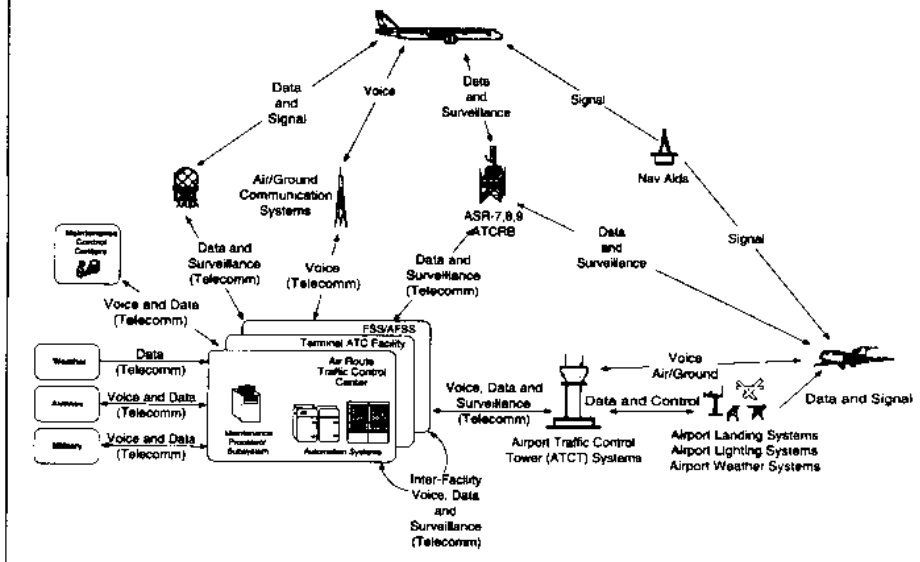 Data
and
Signal
Voice
Data
and
Surveillance
Signal
Nav Aids
Air/Ground
Communication
Systems
ASR-7,8,9
ATCRB
Maintenance
Control
Centers
Data and
Surveillance
(Telecomm)
Voice
(Telecomm)
Data and
Surveillance
(Telecomm)
Data
and
Surveillance
Signal
Voice and Data
(Telecomm)
FSS/AFSS
Terminal ATC Facility
Air Route
Traffic Control
Center
Weather
Data
(Telecomm)
Airlines
Voice and Data
(Telecomm)
Military
Voice and Data
(Telecomm)
Maintenance
Processor
Subsystem
Automation Systems
Voice, Data and
Surveillance
(Telecomm)
Voice
Air/Ground
Data and Control
Data and Signal
Airport Traffic Control
Tower (ATCT) Systems
Airport Landing Systems
Airport Lighting Systems
Airport Weather Systems
Inter-Facility
Voice, Data
and
Surveillance
(Telecomm)